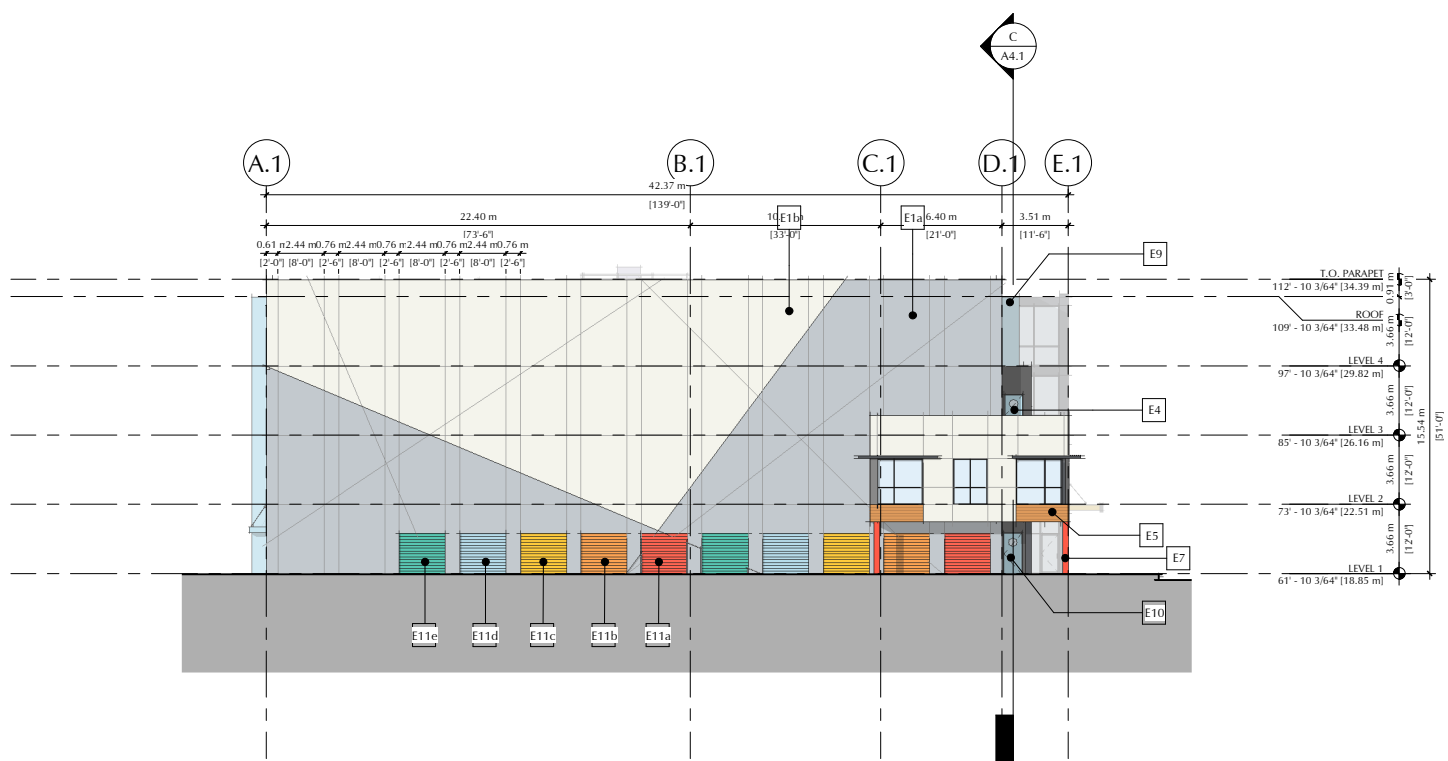 C
A4.1
A.1
B.1
C.1
D.1
E.1
42.37 m
[139'-0"]
22.40 m
[73'-6"]
[33'-0"]
6.40 m
[21'-0"]
3.51 m
[11'-6"]
E1b
E1a
0.61 2.44 m 0.76 m 2.44 m 0.76 m 2.44 m 0.76 m 2.44 m 0.76 m
[2'-0"] [8'-0"] [2'-6"] [8'-0"] [2'-6"] [8'-0"] [2'-6"] [8'-0"] [2'-6"]
E9
E4
E5
E7
E10
E11e
E11d
E11c
E11b
E11a
T.O. PARAPET
112' - 10 3/64" [34.39 m]
ROOF
109' - 10 3/64" [33.48 m]
LEVEL 4
97' - 10 3/64" [29.82 m]
LEVEL 3
85' - 10 3/64" [26.16 m]
LEVEL 2
73' - 10 3/64" [22.51 m]
LEVEL 1
61' - 10 3/64" [18.85 m]
0.91 m
[3'-0"]
3.66 m
[12'-0"]
3.66 m
[12'-0"]
3.66 m
[12'-0"]
3.66 m
[12'-0"]
15.54 m
[51'-0"]